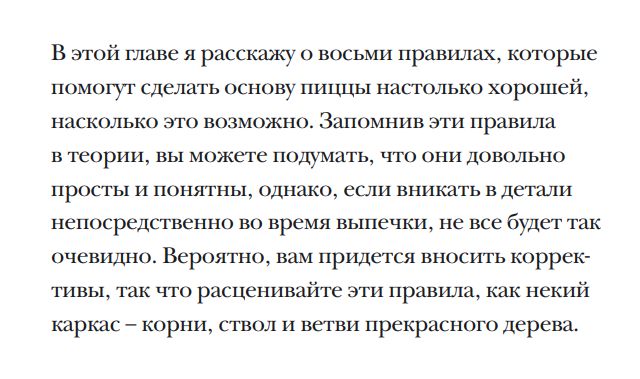 В этой главе я расскажу о восьми правилах, которые
помогут сделать основу пиццы настолько хорошей,
насколько это возможно. Запомнив эти правила
в теории, вы можете подумать, что они довольно
просты и понятны, однако, если вникать в детали
непосредственно во время выпечки, не все будет так
очевидно. Вероятно, вам придется вносить коррек-
тивы, так что расценивайте эти правила, как некий
каркас – корни, ствол и ветви прекрасного дерева.